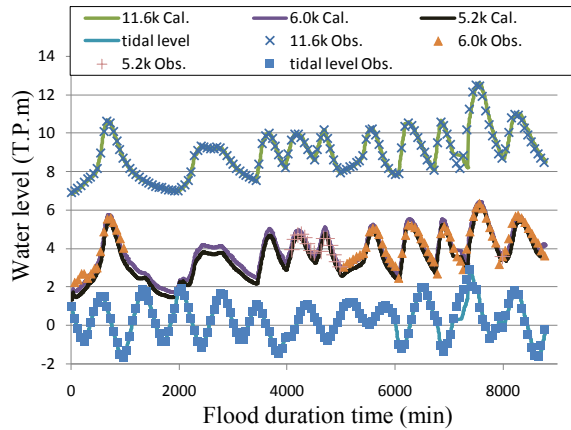 11.6k Cal. 6.0k Cal. 5.2k Cal.
tidal level 11.6k Obs. 6.0k Obs.
5.2k Obs. tidal level Obs.
Water level (T.P.m)
14
12
10
8
6
4
2
0
-2
0 2000 4000 6000 8000
Flood duration time (min)